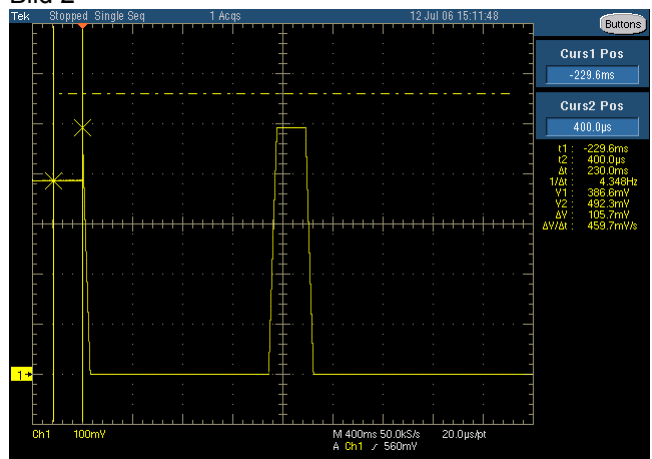 Bild 2
Tek Stopped Single Seq 1 Acqs 12 Jul 06 15:11:48
Buttons
Curs1 Pos
-229.6ms
Curs2 Pos
400.0µs
t1 : -229.6ms
t2 : 400.0µs
Δt : 230.0ms
1/Δt : 4.348Hz
V1 : 386.6mV
V2 : 492.3mV
ΔV : 105.7mV
ΔV/Δt : 459.7mV/s
1
Ch1 100mV M 400ms 50.0kS/s 20.0µs/pt
A Ch1 ∕ 560mV